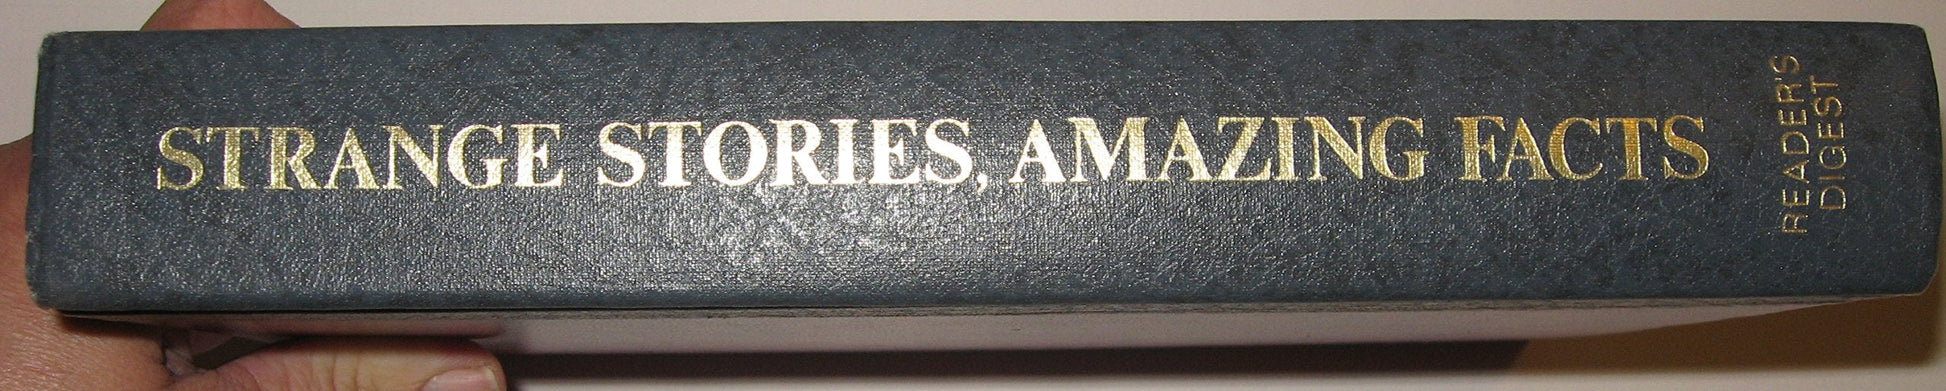 STRANGE STORIES, AMAZING FACTS
READER'S
DIGEST